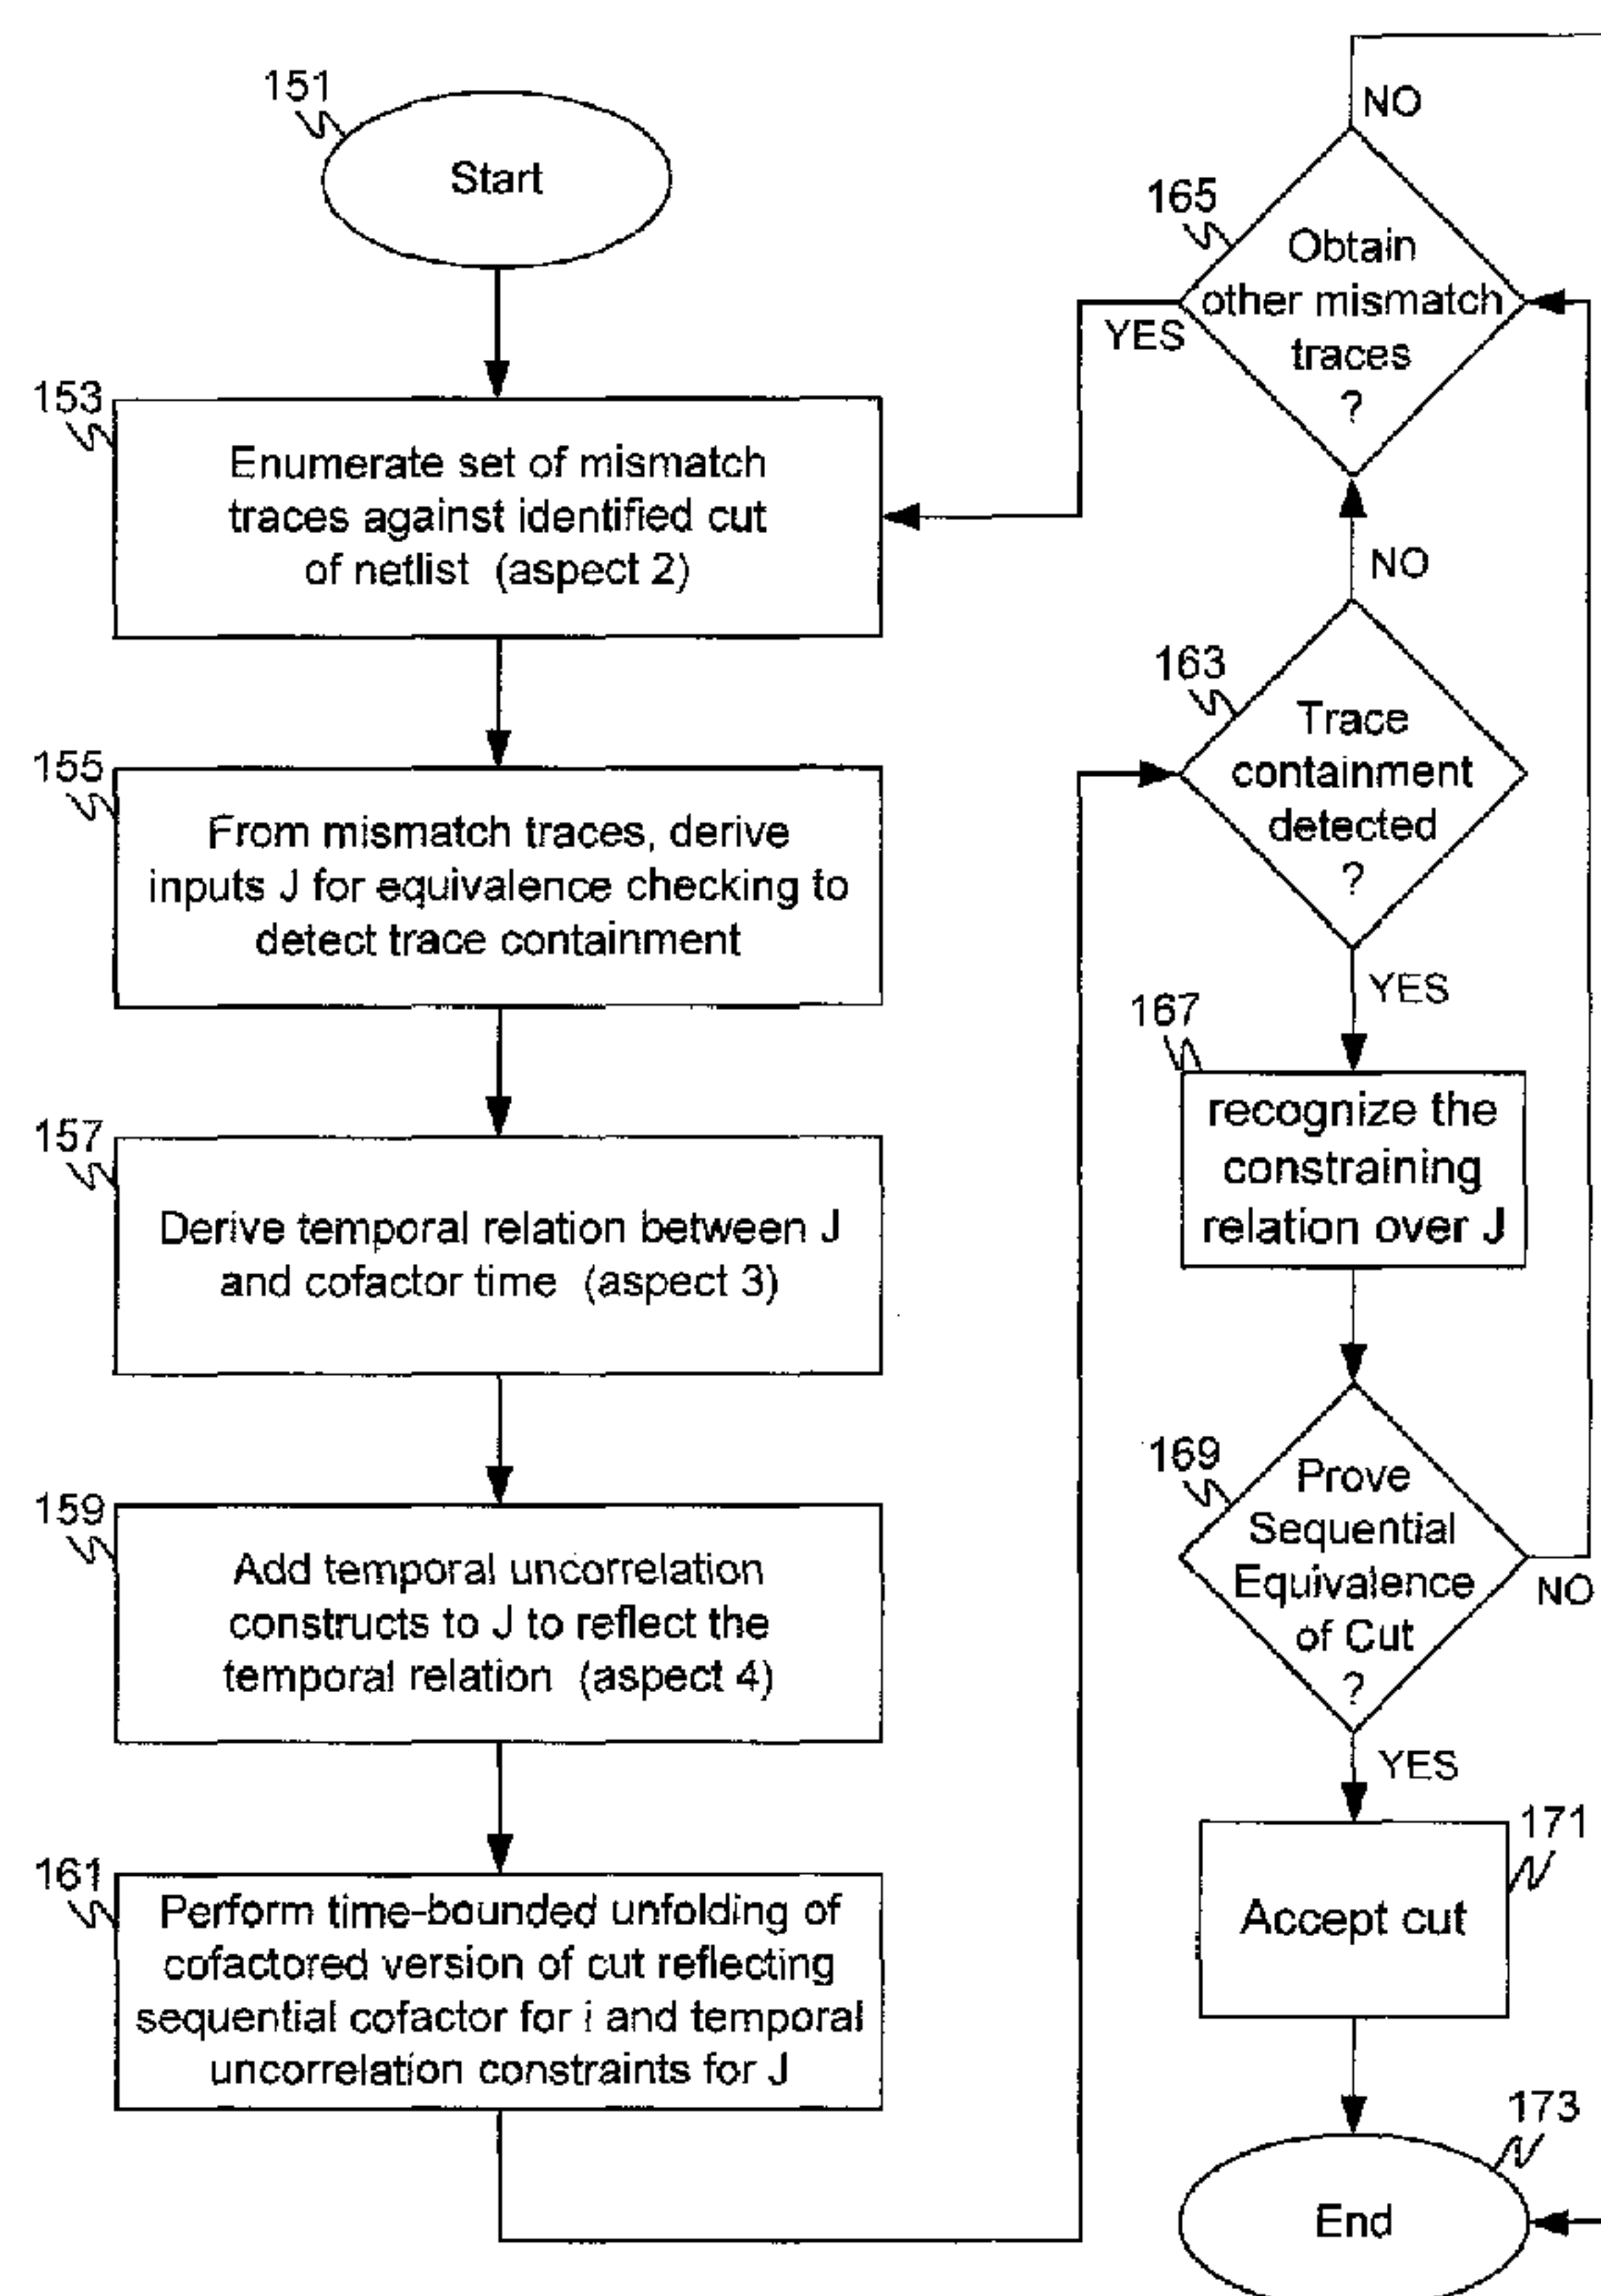 151
Start
153
Enumerate set of mismatch
traces against identified cut
of netlist (aspect 2)
155
From mismatch traces, derive
inputs J for equivalence checking to
detect trace containment
157
Derive temporal relation between J
and cofactor time (aspect 3)
159
Add temporal uncorrelation
constructs to J to reflect the
temporal relation (aspect 4)
161
Perform time-bounded unfolding of
cofactored version of cut reflecting
sequential cofactor for i and temporal
uncorrelation constraints for J
NO
165
Obtain
other mismatch
traces
?
YES
NO
163
Trace
containment
detected
?
YES
167
recognize the
constraining
relation over J
169
Prove
Sequential
Equivalence
of Cut
?
NO
YES
171
Accept cut
173
End